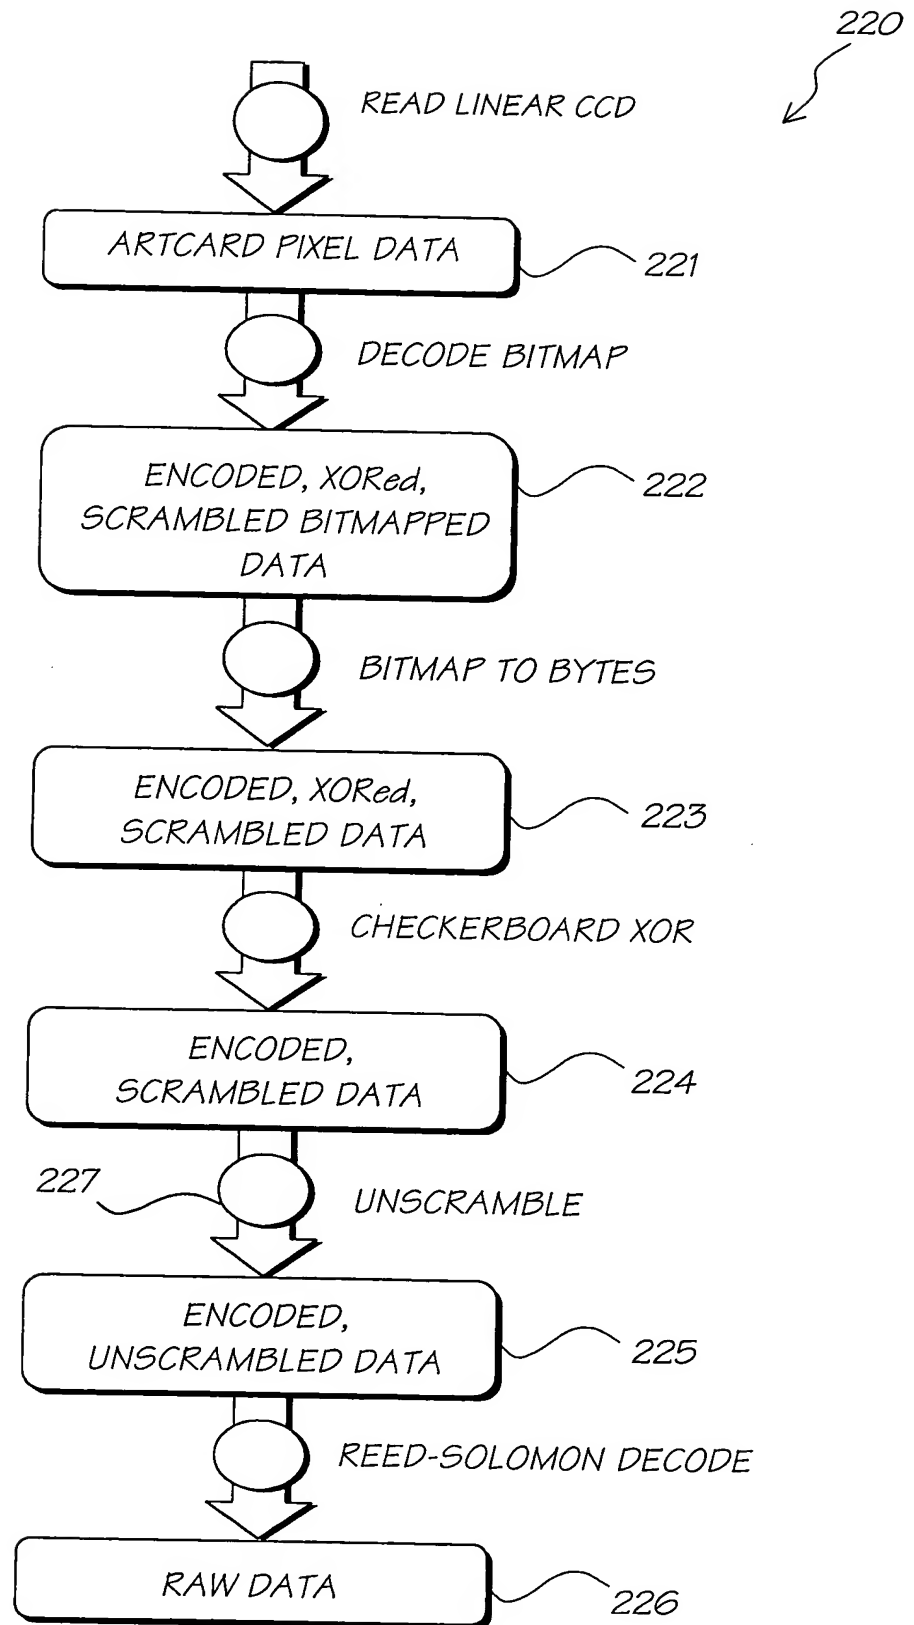 220
READ LINEAR CCD
ARTCARD PIXEL DATA
221
DECODE BITMAP
ENCODED, XORed,
SCRAMBLED BITMAPPED
DATA
222
BITMAP TO BYTES
ENCODED, XORed,
SCRAMBLED DATA
223
CHECKERBOARD XOR
ENCODED,
SCRAMBLED DATA
224
227
UNSCRAMBLE
ENCODED,
UNSCRAMBLED DATA
225
REED-SOLOMON DECODE
RAW DATA
226